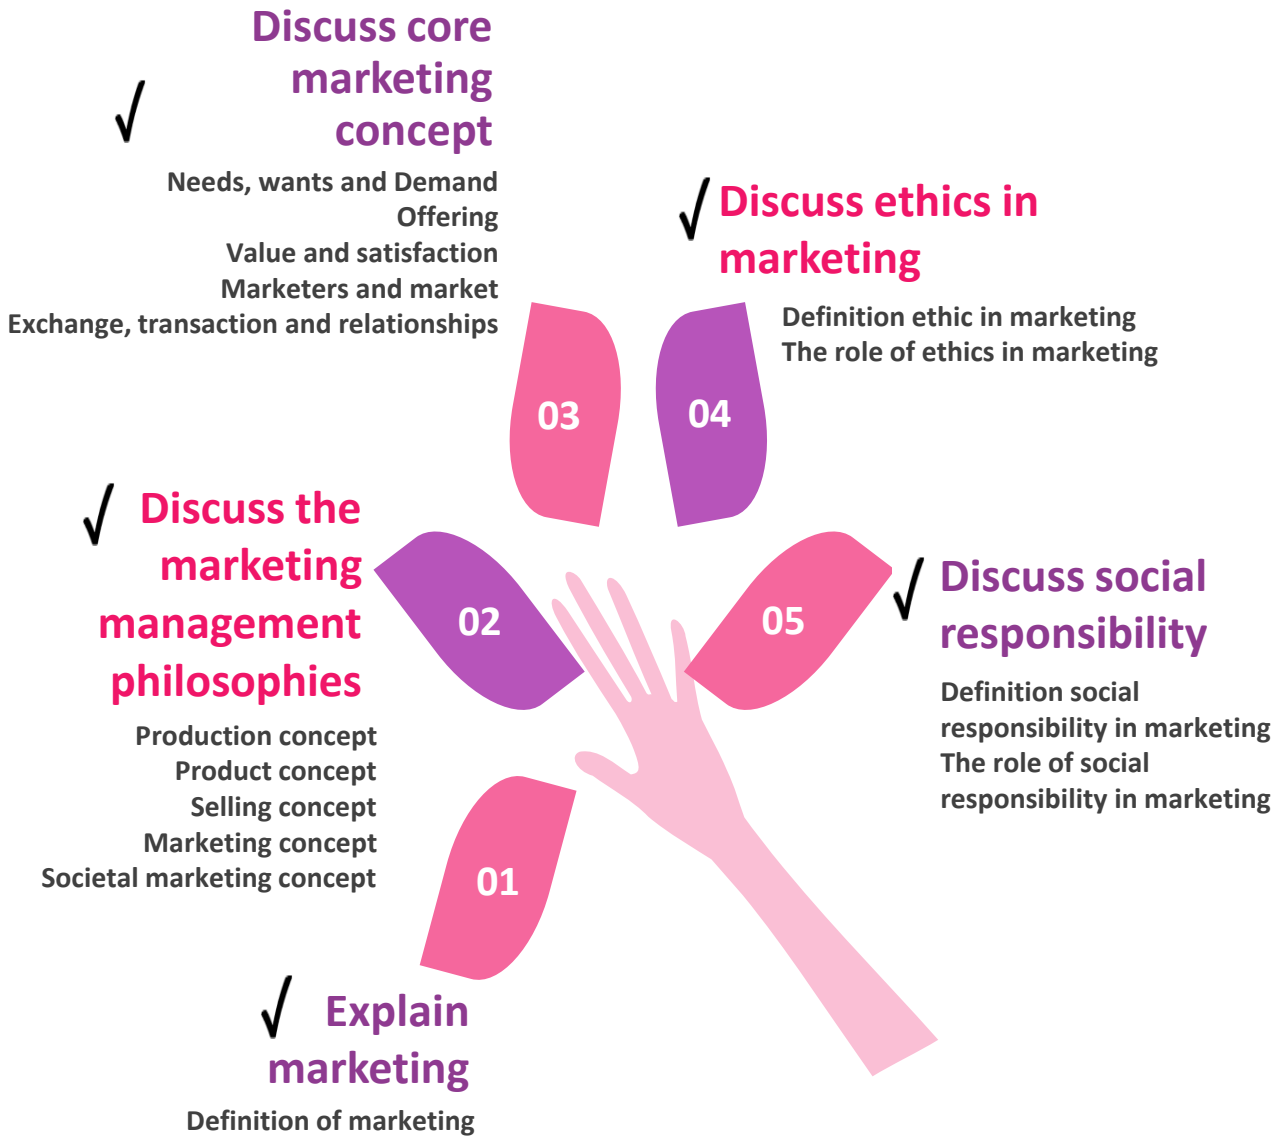 Discuss core
marketing
concept
Needs, wants and Demand
Offering
Value and satisfaction
Marketers and market
Exchange, transaction and relationships
Discuss ethics in
marketing
Definition ethic in marketing
The role of ethics in marketing
03
04
Discuss the
marketing
management
philosophies
Production concept
Product concept
Selling concept
Marketing concept
Societal marketing concept
02
05
Discuss social
responsibility
Definition social
responsibility in marketing
The role of social
responsibility in marketing
01
Explain
marketing
Definition of marketing